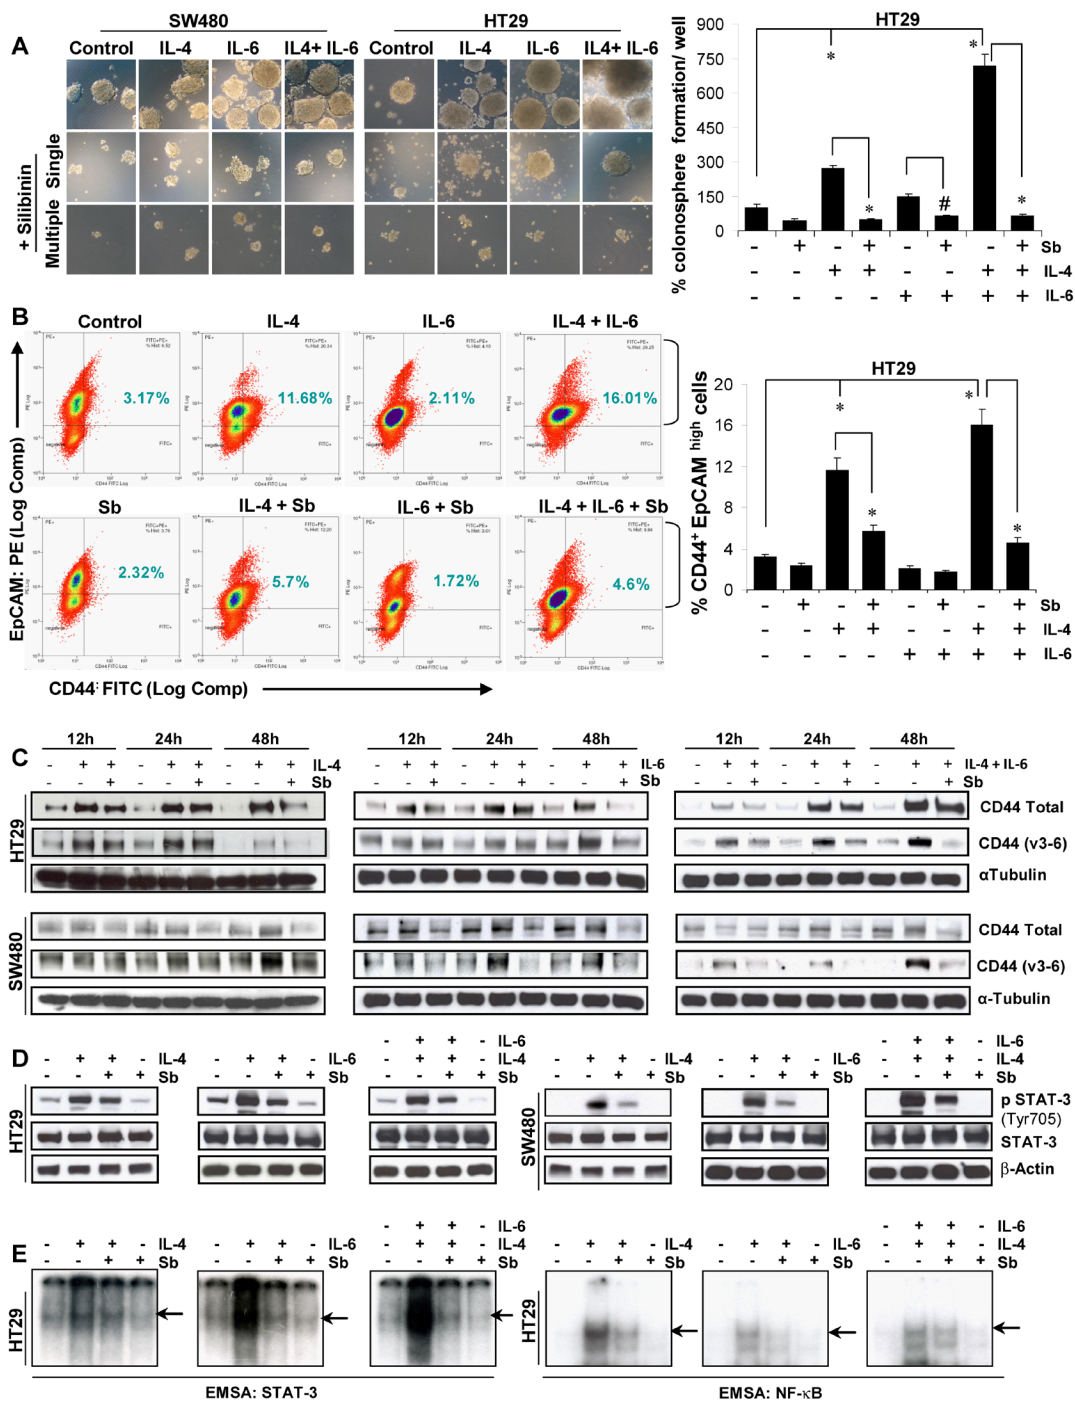 A
SW480
HT29
Control IL-4 IL-6 IL4+ IL-6
Control IL-4 IL-6 IL4+ IL-6
+ Silibinin
Multiple Single
% colonosphere formation/ well
HT29
900
750
600
450
300
150
0
* * * # *
*
- + - + - + - + Sb
- - + + - - + + IL-4
- - - - + + + + IL-6
B
Control IL-4 IL-6 IL-4 + IL-6
3.17% 11.68% 2.11% 16.01%
Sb IL-4 + Sb IL-6 + Sb IL-4 + IL-6 + Sb
2.32% 5.7% 1.72% 4.6%
PE+
FITC+PE+
FITC+
PE Log
CD44 FITC Log
EpCAM: PE (Log Comp)
CD44: FITC (Log Comp)
% CD44+ EpCAM high cells
HT29
20
16
12
8
4
0
* * * *
- + - + - + - + Sb
- - + + - - + + IL-4
- - - - + + + + IL-6
C
12h 24h 48h
- + + - + + - + + IL-4
+ + + Sb
12h 24h 48h
- + + - + + - + + IL-6
+ + + Sb
12h 24h 48h
- + + - + + - + + IL-4 + IL-6
+ + + Sb
HT29
CD44 Total
CD44 (v3-6)
αTubulin
SW480
CD44 Total
CD44 (v3-6)
α-Tubulin
D
- + + - IL-4
- + + Sb
- + + - IL-6
+ + Sb
- + + - IL-6
+ + - IL-4
+ + Sb
- + + - IL-4
+ + Sb
- + + - IL-6
+ + Sb
- + + - IL-6
+ + - IL-4
+ + Sb
HT29
SW480
p STAT-3
(Tyr705)
STAT-3
β-Actin
E
- + + - IL-4
- - + + Sb
- + + - IL-6
- - + + Sb
- + + - IL-6
- + + - IL-4
- - + + Sb
- + + - IL-4
- - + + Sb
- + + - IL-6
- - + + Sb
- + + - IL-6
- + + - IL-4
- - + + Sb
HT29
HT29
EMSA: STAT-3
EMSA: NF-κB